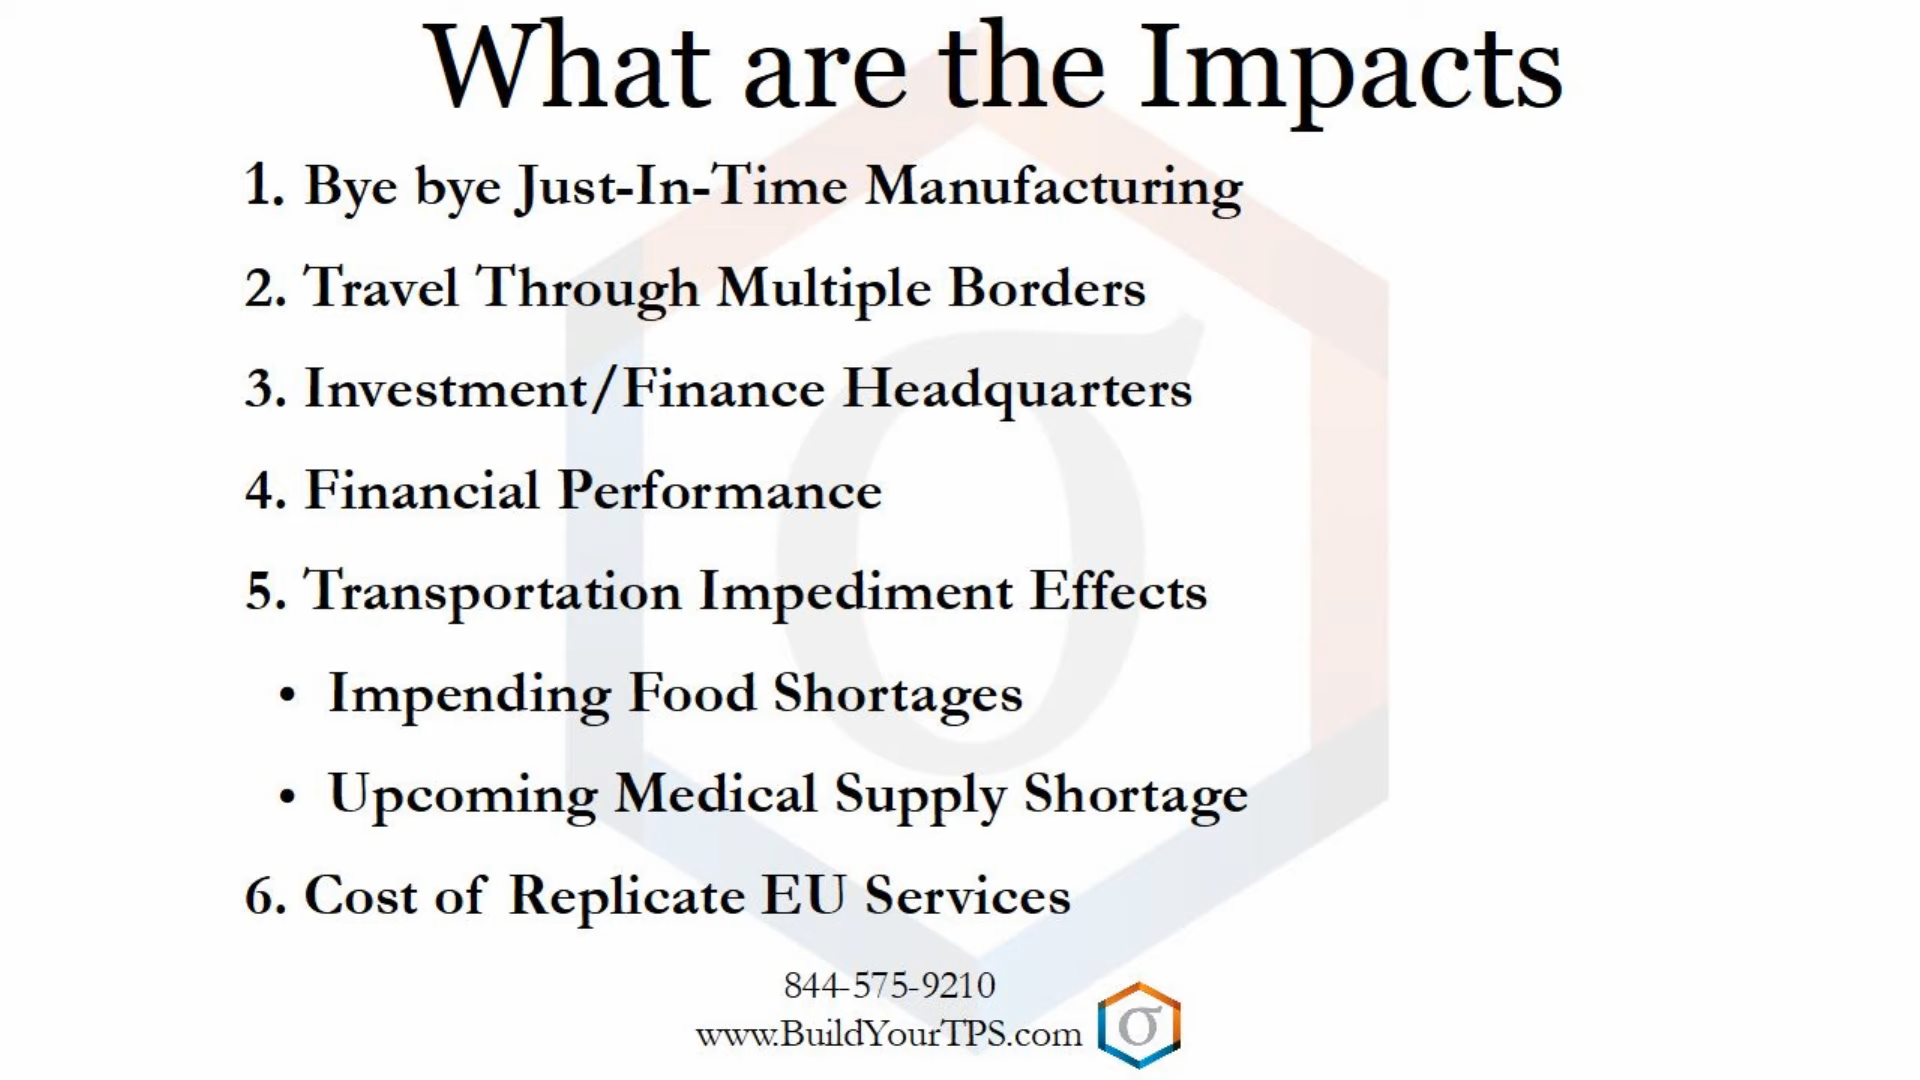 What are the Impacts
1. Bye bye Just-In-Time Manufacturing
2. Travel Through Multiple Borders
3. Investment/Finance Headquarters
4. Financial Performance
5. Transportation Impediment Effects
• Impending Food Shortages
• Upcoming Medical Supply Shortage
6. Cost of Replicate EU Services
844-575-9210
www.BuildYourTPS.com
σ